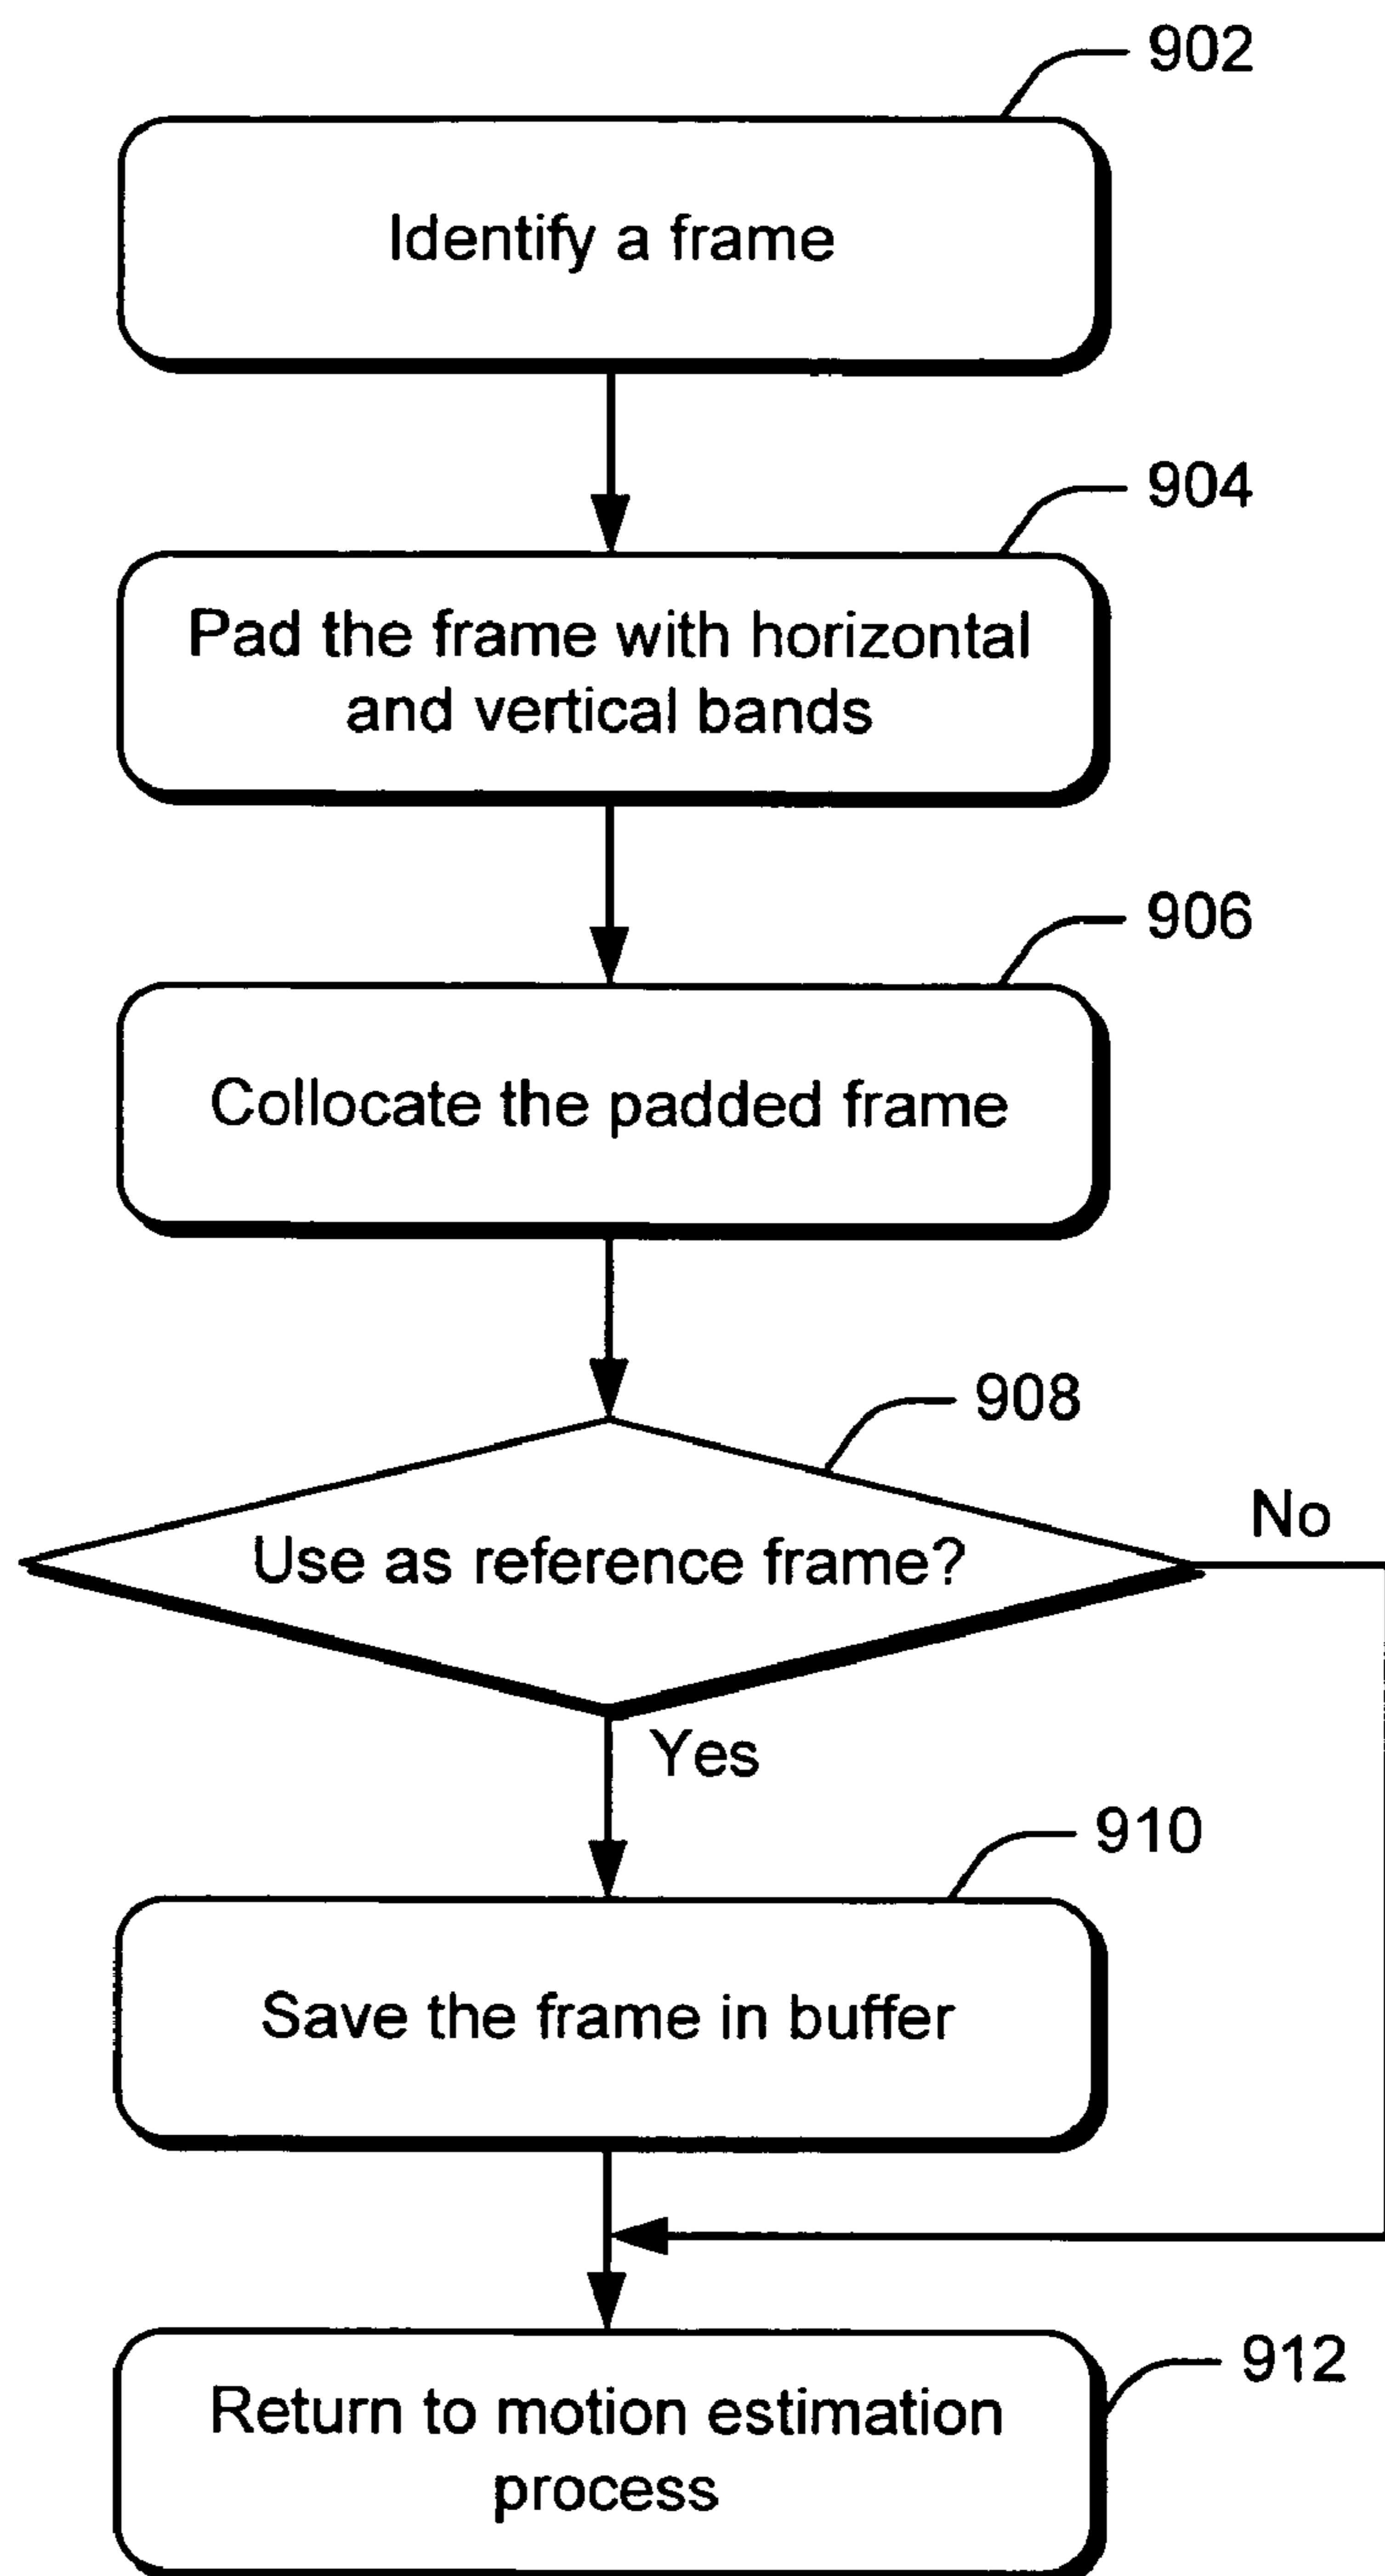 902
Identify a frame
904
Pad the frame with horizontal
and vertical bands
906
Collocate the padded frame
908
Use as reference frame?
No
Yes
910
Save the frame in buffer
912
Return to motion estimation
process